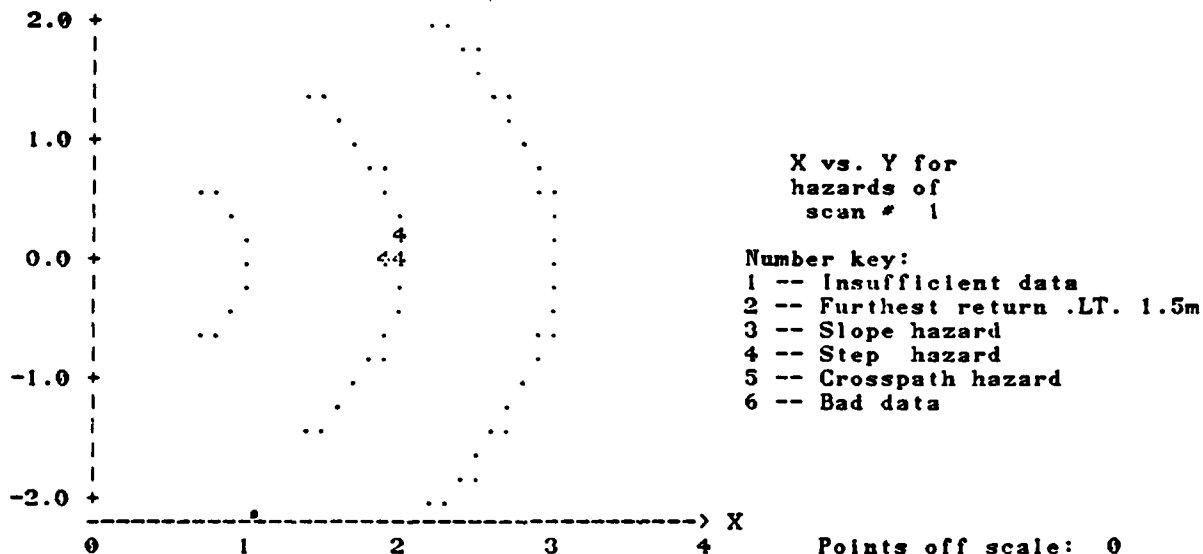 2.0
1.0
0.0
-1.0
-2.0
4
44
0 1 2 3 4
X
X vs. Y for
hazards of
scan # 1
Number key:
1 -- Insufficient data
2 -- Furthest return .LT. 1.5m
3 -- Slope hazard
4 -- Step hazard
5 -- Crosspath hazard
6 -- Bad data
Points off scale: 0